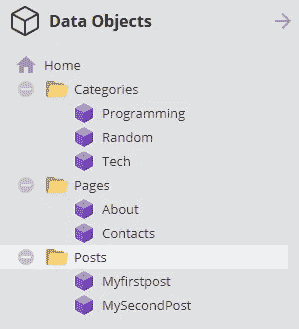 Data Objects
Home
Categories
Programming
Random
Tech
Pages
About
Contacts
Posts
Myfirstpost
MySecondPost